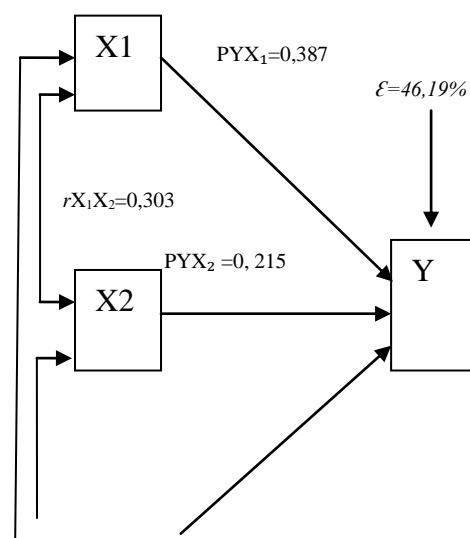 X1
PYX₁=0,387
Ɛ=46,19%
rX₁X₂=0,303
PYX₂ =0, 215
X2
Y